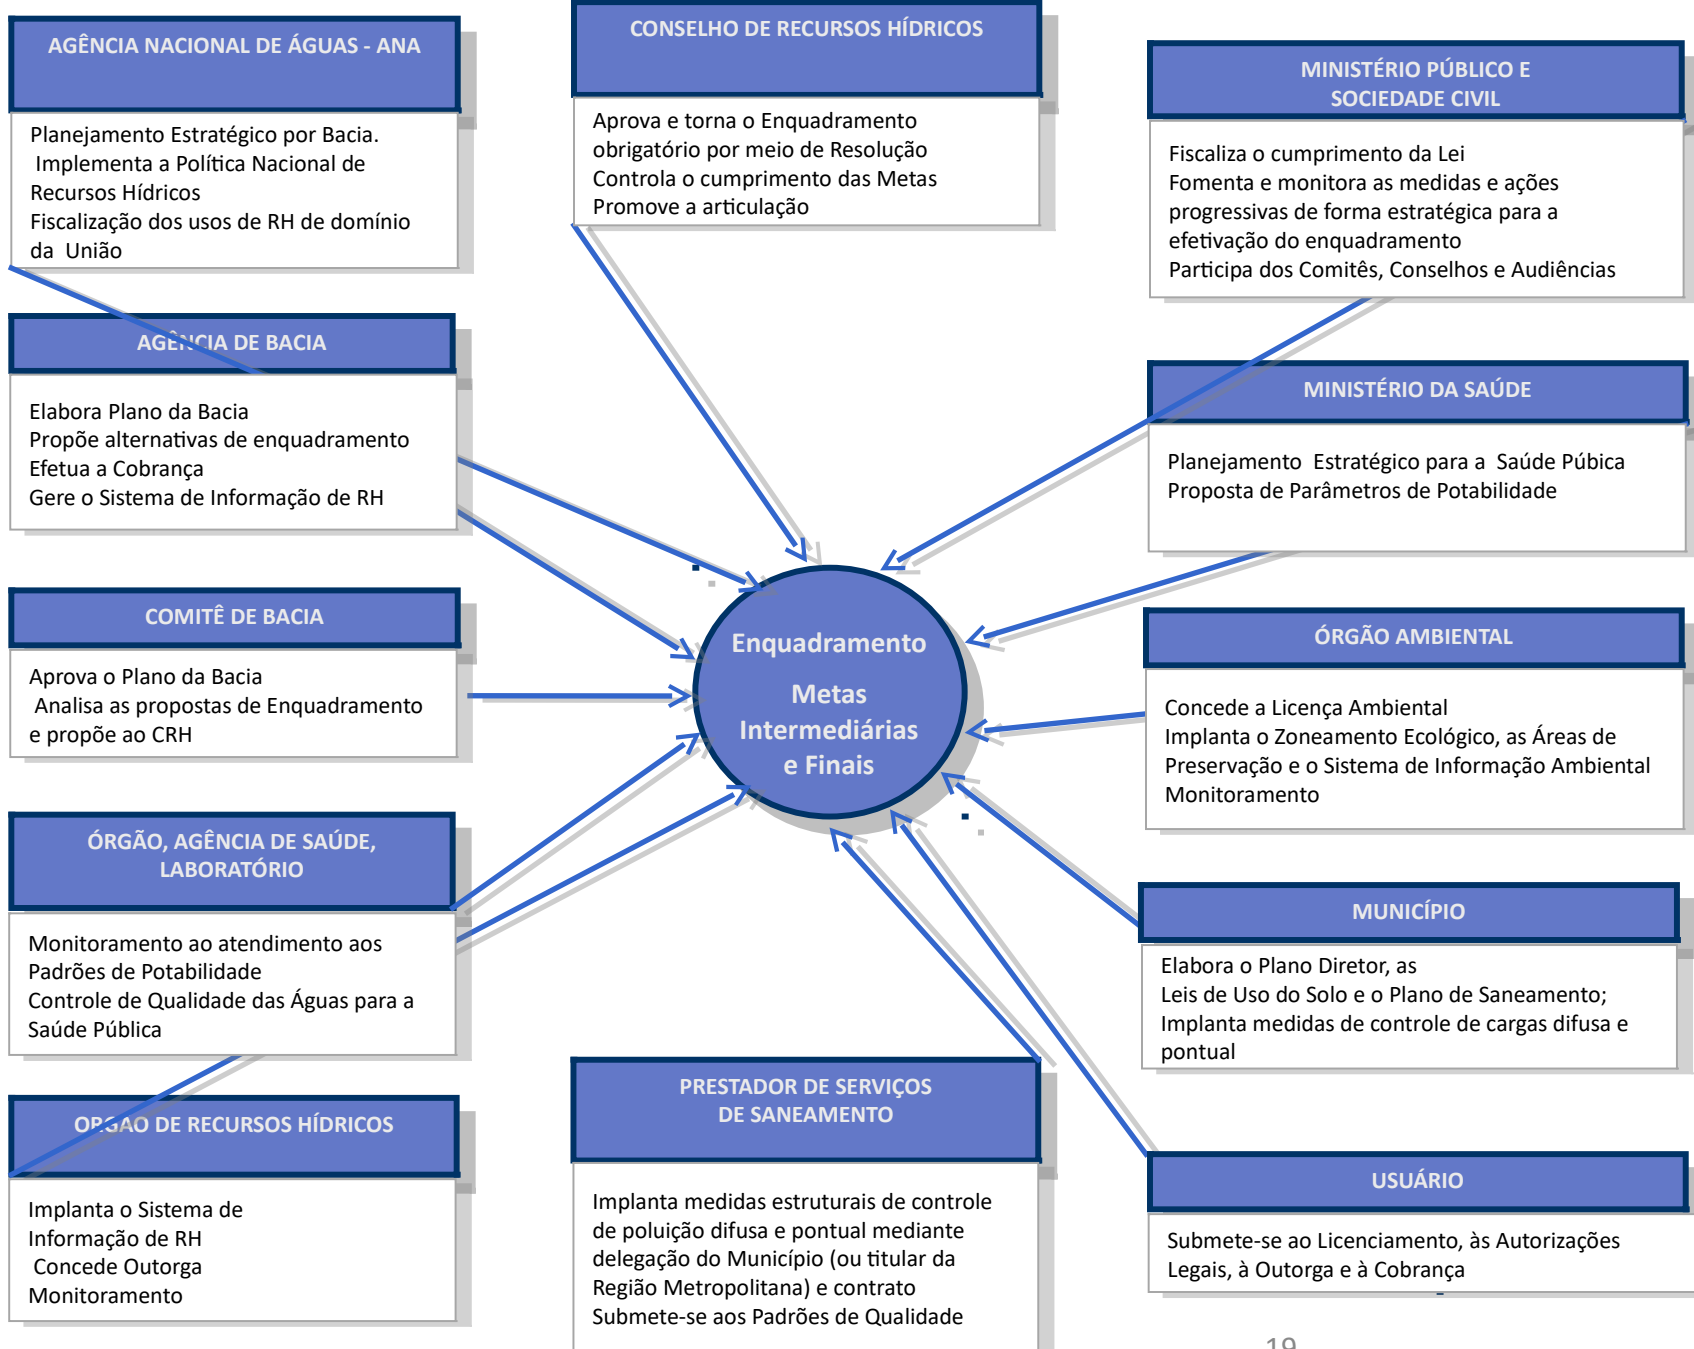 AGÊNCIA NACIONAL DE ÁGUAS - ANA
Planejamento Estratégico por Bacia.
Implementa a Política Nacional de
Recursos Hídricos
Fiscalização dos usos de RH de domínio
da União
CONSELHO DE RECURSOS HÍDRICOS
Aprova e torna o Enquadramento
obrigatório por meio de Resolução
Controla o cumprimento das Metas
Promove a articulação
MINISTÉRIO PÚBLICO E
SOCIEDADE CIVIL
Fiscaliza o cumprimento da Lei
Fomenta e monitora as medidas e ações
progressivas de forma estratégica para a
efetivação do enquadramento
Participa dos Comitês, Conselhos e Audiências
AGÊNCIA DE BACIA
Elabora Plano da Bacia
Propõe alternativas de enquadramento
Efetua a Cobrança
Gere o Sistema de Informação de RH
MINISTÉRIO DA SAÚDE
Planejamento Estratégico para a Saúde Púbica
Proposta de Parâmetros de Potabilidade
COMITÊ DE BACIA
Aprova o Plano da Bacia
Analisa as propostas de Enquadramento
e propõe ao CRH
Enquadramento
Metas
Intermediárias
e Finais
ÓRGÃO AMBIENTAL
Concede a Licença Ambiental
Implanta o Zoneamento Ecológico, as Áreas de
Preservação e o Sistema de Informação Ambiental
Monitoramento
ÓRGÃO, AGÊNCIA DE SAÚDE,
LABORATÓRIO
Monitoramento ao atendimento aos
Padrões de Potabilidade
Controle de Qualidade das Águas para a
Saúde Pública
MUNICÍPIO
Elabora o Plano Diretor, as
Leis de Uso do Solo e o Plano de Saneamento;
Implanta medidas de controle de cargas difusa e
pontual
ORGAO DE RECURSOS HÍDRICOS
Implanta o Sistema de
Informação de RH
Concede Outorga
Monitoramento
PRESTADOR DE SERVIÇOS
DE SANEAMENTO
Implanta medidas estruturais de controle
de poluição difusa e pontual mediante
delegação do Município (ou titular da
Região Metropolitana) e contrato
Submete-se aos Padrões de Qualidade
USUÁRIO
Submete-se ao Licenciamento, às Autorizações
Legais, à Outorga e à Cobrança
19